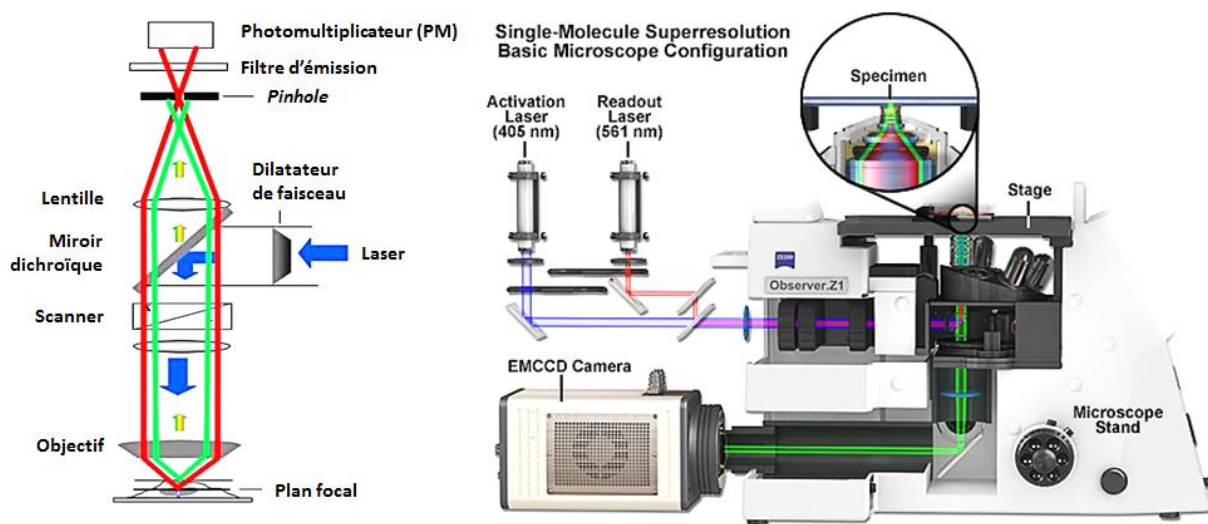 Photomultiplicateur (PM)
Filtre d'émission
Pinhole
Dilatateur
de faisceau
Lentille
Miroir
dichroïque
Laser
Scanner
Objectif
Plan focal
Single-Molecule Superresolution
Basic Microscope Configuration
Activation
Laser
(405 nm)
Readout
Laser
(561 nm)
Specimen
Stage
ZEISS
Observer.Z1
EMCCD Camera
Microscope
Stand